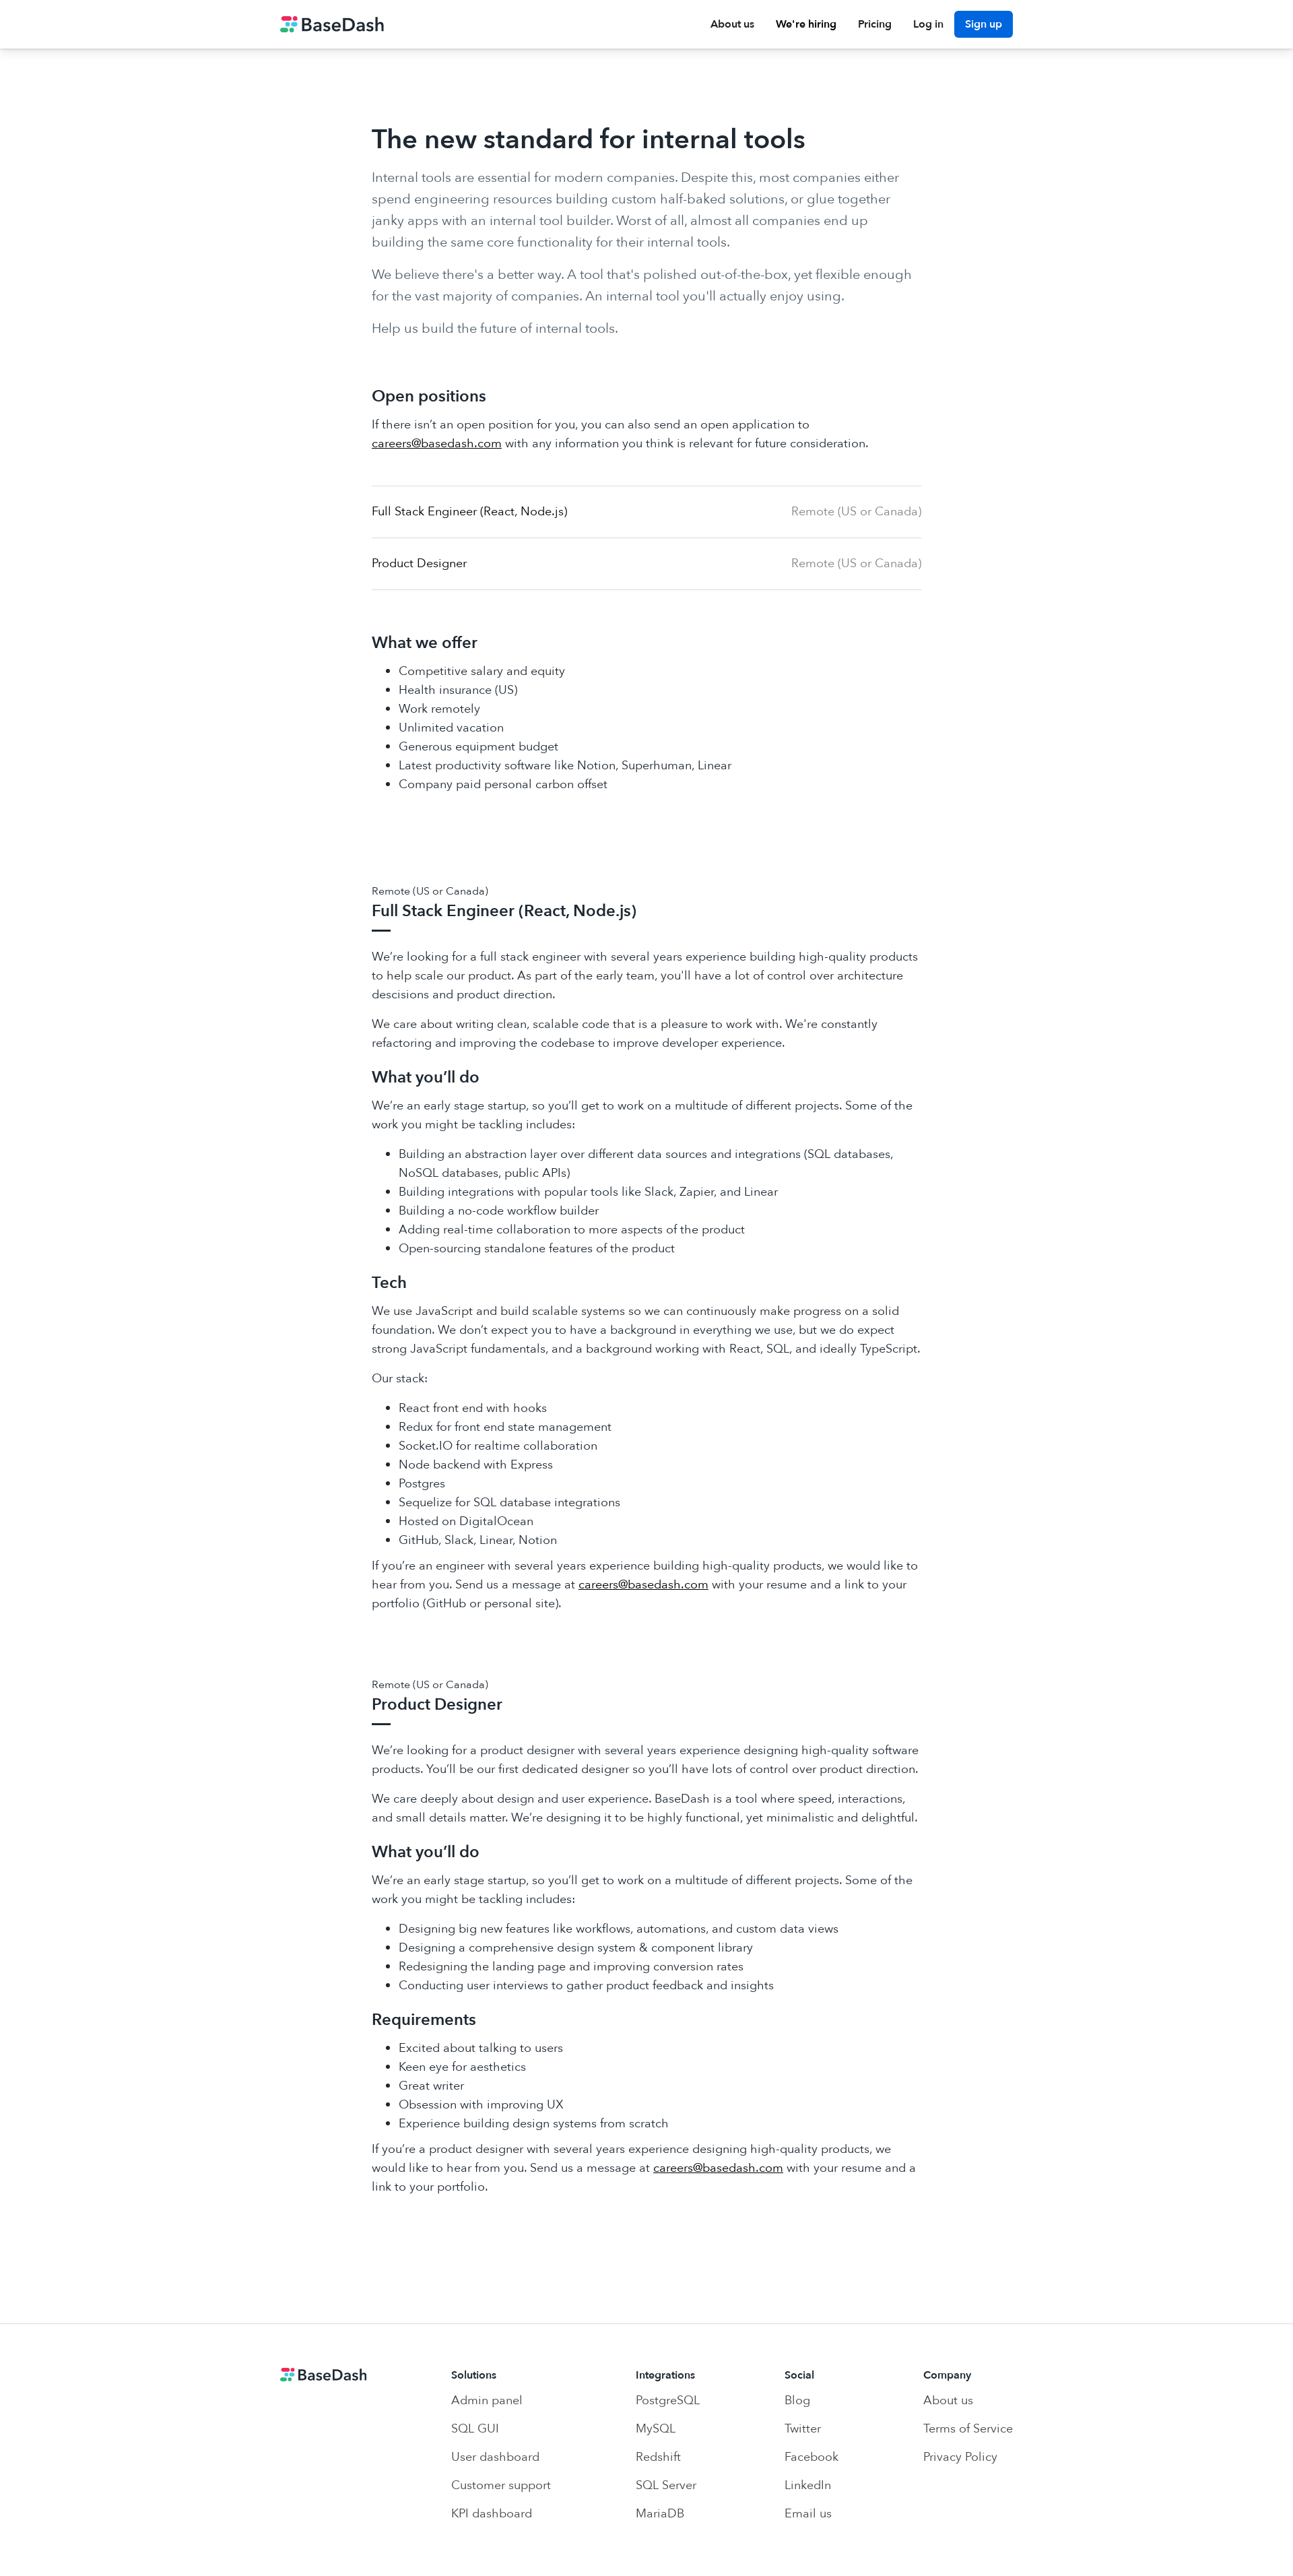 BaseDash
About us
We're hiring
Pricing
Log in
Sign up
The new standard for internal tools
Internal tools are essential for modern companies. Despite this, most companies either
spend engineering resources building custom half-baked solutions, or glue together
janky apps with an internal tool builder. Worst of all, almost all companies end up
building the same core functionality for their internal tools.
We believe there's a better way. A tool that's polished out-of-the-box, yet flexible enough
for the vast majority of companies. An internal tool you'll actually enjoy using.
Help us build the future of internal tools.
Open positions
If there isn’t an open position for you, you can also send an open application to
careers@basedash.com with any information you think is relevant for future consideration.
Full Stack Engineer (React, Node.js)
Remote (US or Canada)
Product Designer
Remote (US or Canada)
What we offer
Competitive salary and equity
Health insurance (US)
Work remotely
Unlimited vacation
Generous equipment budget
Latest productivity software like Notion, Superhuman, Linear
Company paid personal carbon offset
Remote (US or Canada)
Full Stack Engineer (React, Node.js)
We’re looking for a full stack engineer with several years experience building high-quality products
to help scale our product. As part of the early team, you'll have a lot of control over architecture
descisions and product direction.
We care about writing clean, scalable code that is a pleasure to work with. We’re constantly
refactoring and improving the codebase to improve developer experience.
What you’ll do
We’re an early stage startup, so you’ll get to work on a multitude of different projects. Some of the
work you might be tackling includes:
Building an abstraction layer over different data sources and integrations (SQL databases,
NoSQL databases, public APIs)
Building integrations with popular tools like Slack, Zapier, and Linear
Building a no-code workflow builder
Adding real-time collaboration to more aspects of the product
Open-sourcing standalone features of the product
Tech
We use JavaScript and build scalable systems so we can continuously make progress on a solid
foundation. We don’t expect you to have a background in everything we use, but we do expect
strong JavaScript fundamentals, and a background working with React, SQL, and ideally TypeScript.
Our stack:
React front end with hooks
Redux for front end state management
Socket.IO for realtime collaboration
Node backend with Express
Postgres
Sequelize for SQL database integrations
Hosted on DigitalOcean
GitHub, Slack, Linear, Notion
If you’re an engineer with several years experience building high-quality products, we would like to
hear from you. Send us a message at careers@basedash.com with your resume and a link to your
portfolio (GitHub or personal site).
Remote (US or Canada)
Product Designer
We’re looking for a product designer with several years experience designing high-quality software
products. You’ll be our first dedicated designer so you’ll have lots of control over product direction.
We care deeply about design and user experience. BaseDash is a tool where speed, interactions,
and small details matter. We’re designing it to be highly functional, yet minimalistic and delightful.
What you’ll do
We’re an early stage startup, so you’ll get to work on a multitude of different projects. Some of the
work you might be tackling includes:
Designing big new features like workflows, automations, and custom data views
Designing a comprehensive design system & component library
Redesigning the landing page and improving conversion rates
Conducting user interviews to gather product feedback and insights
Requirements
Excited about talking to users
Keen eye for aesthetics
Great writer
Obsession with improving UX
Experience building design systems from scratch
If you’re a product designer with several years experience designing high-quality products, we
would like to hear from you. Send us a message at careers@basedash.com with your resume and a
link to your portfolio.
BaseDash
Solutions
Admin panel
SQL GUI
User dashboard
Customer support
KPI dashboard
Integrations
PostgreSQL
MySQL
Redshift
SQL Server
MariaDB
Social
Blog
Twitter
Facebook
LinkedIn
Email us
Company
About us
Terms of Service
Privacy Policy